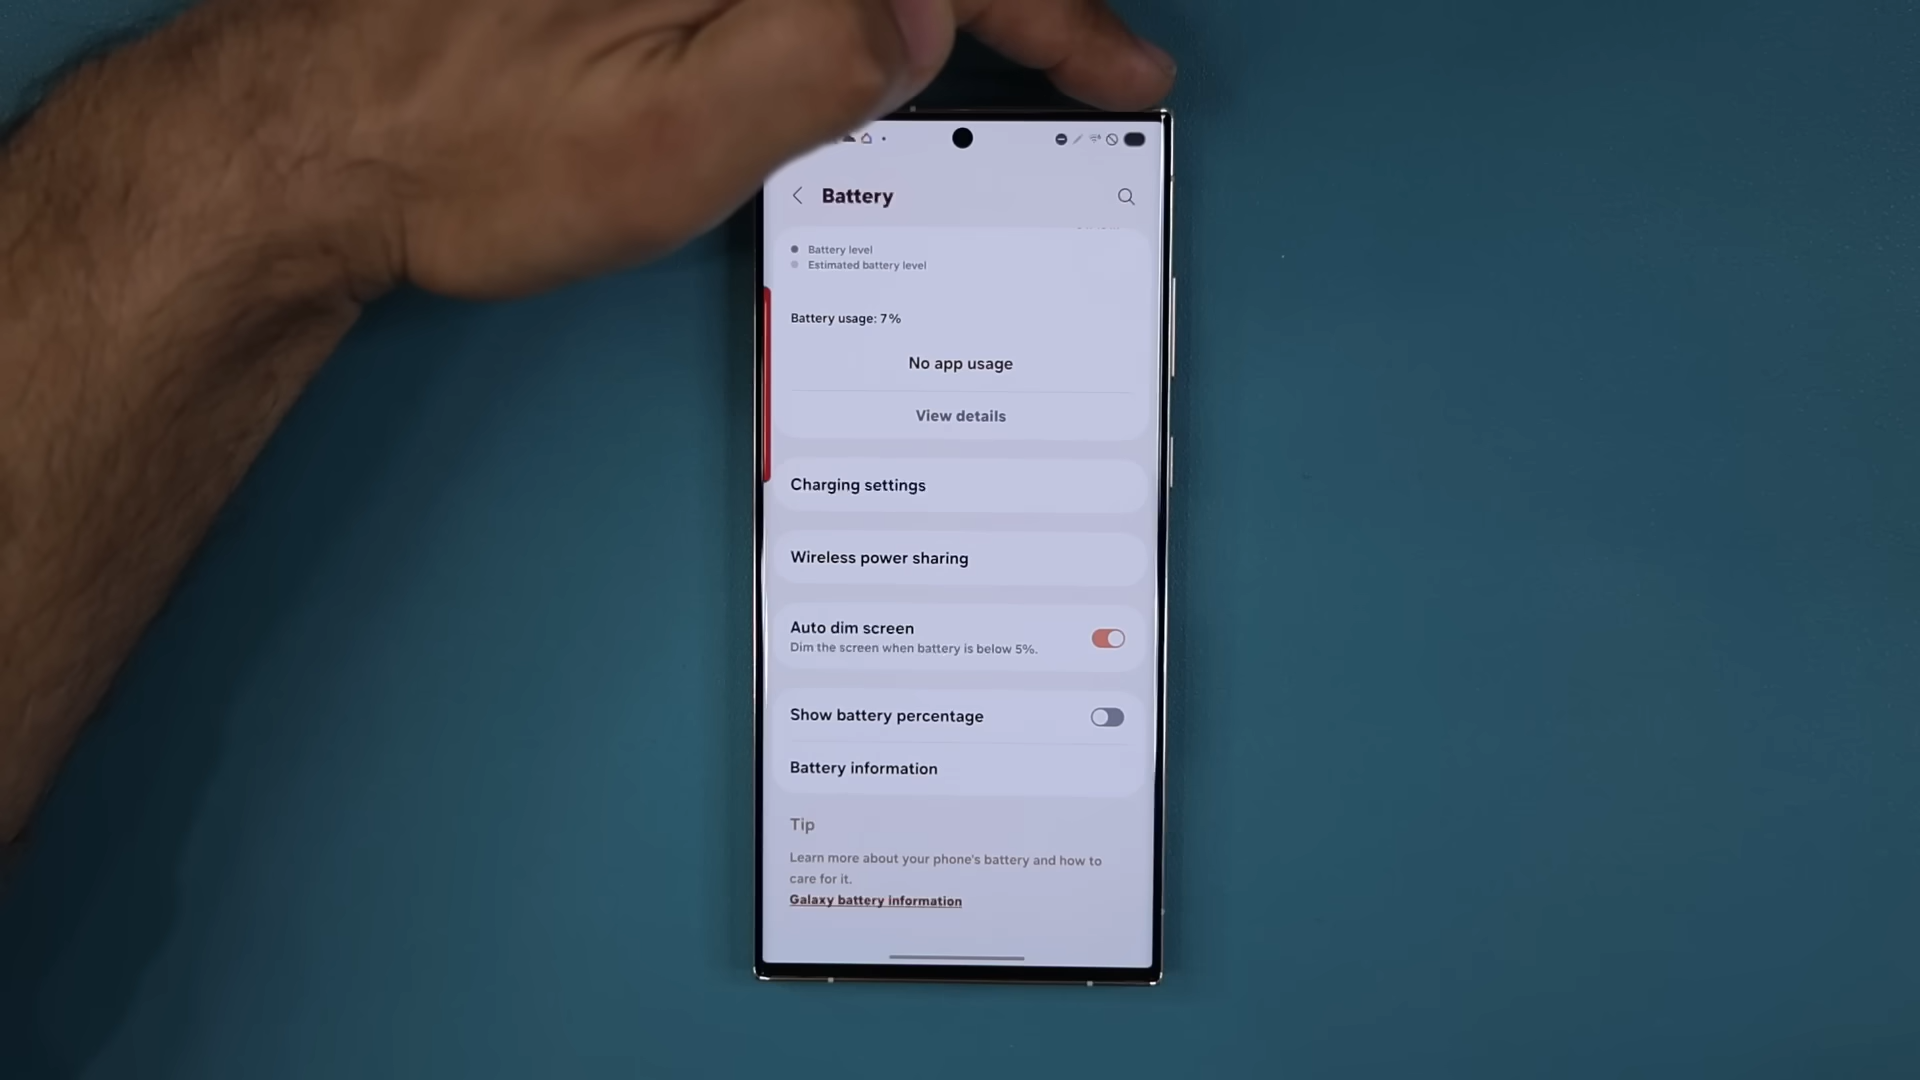 Battery
Battery level
Estimated battery level
Battery usage: 7%
No app usage
View details
Charging settings
Wireless power sharing
Auto dim screen
Dim the screen when battery is below 5%.
Show battery percentage
Battery information
Tip
Learn more about your phone's battery and how to
care for it.
Galaxy battery information